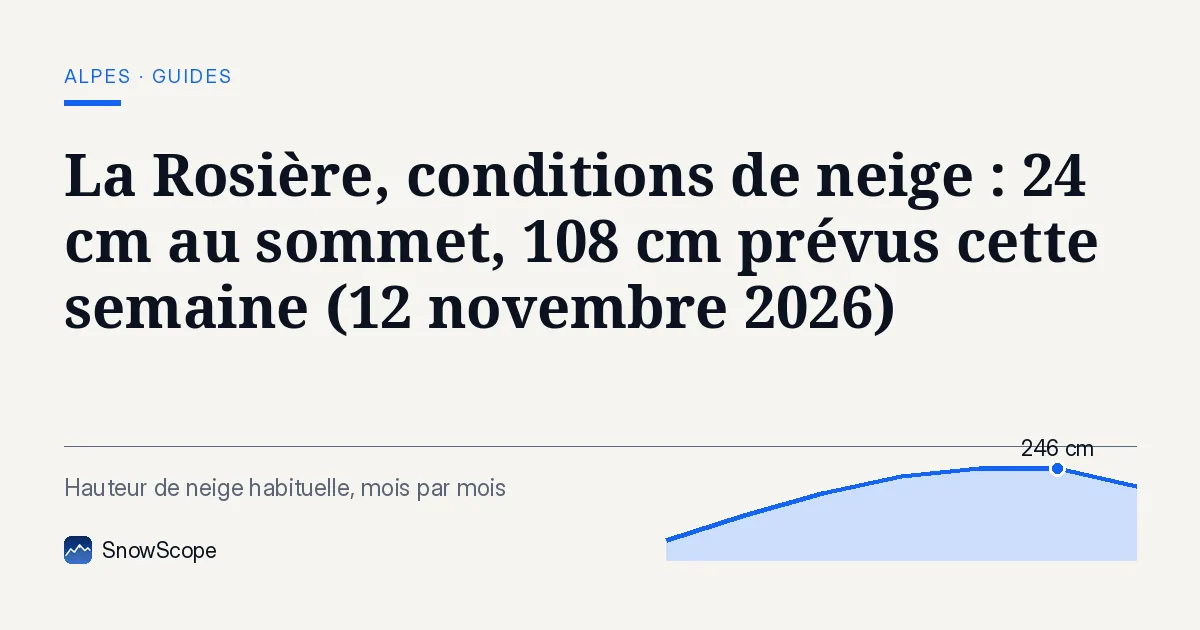 ALPES · GUIDES
La Rosière, conditions de neige : 24
cm au sommet, 108 cm prévus cette
semaine (12 novembre 2026)
246 cm
Hauteur de neige habituelle, mois par mois
SnowScope